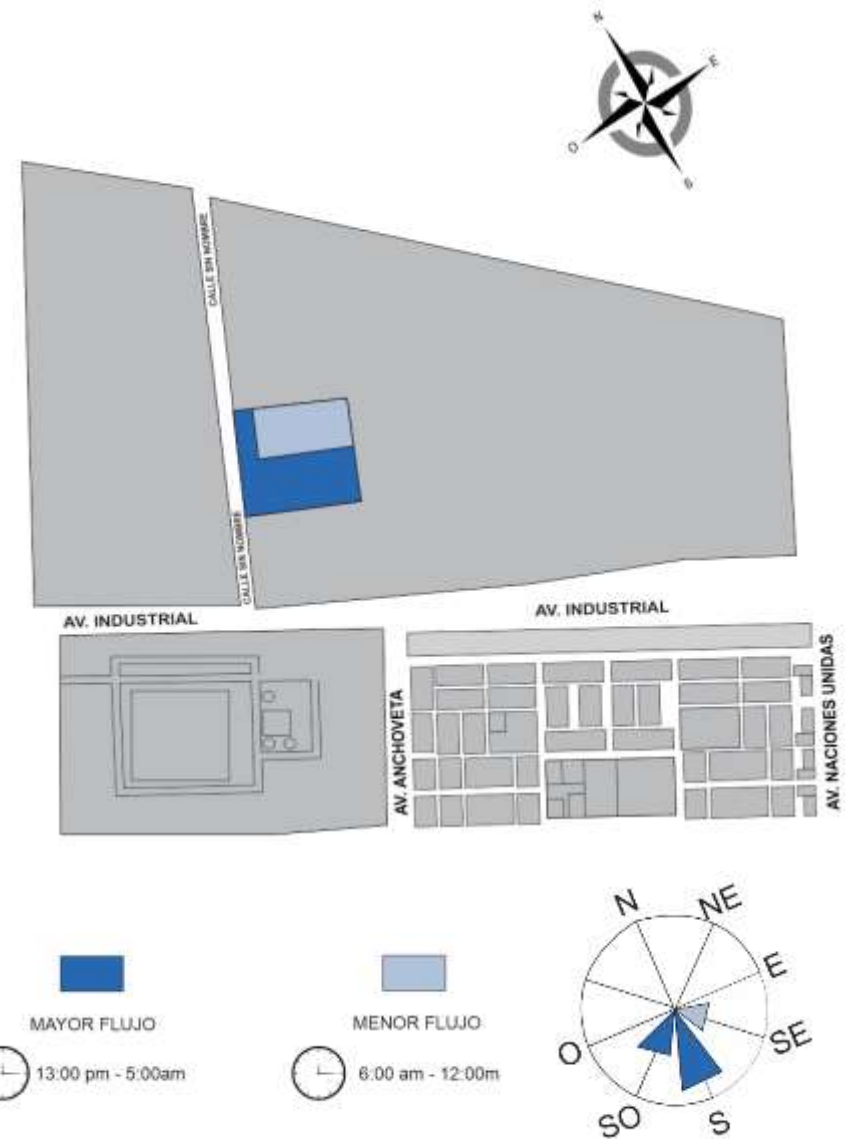 N
E
O
S
CALLE SIN NOMBRE
CALLE SIN NOMBRE
AV. INDUSTRIAL
AV. INDUSTRIAL
AV. ANCHOVETA
AV. NACIONES UNIDAS
MAYOR FLUJO
13:00 pm - 5:00am
MENOR FLUJO
6:00 am - 12:00m
N
NE
E
SE
S
SO
O